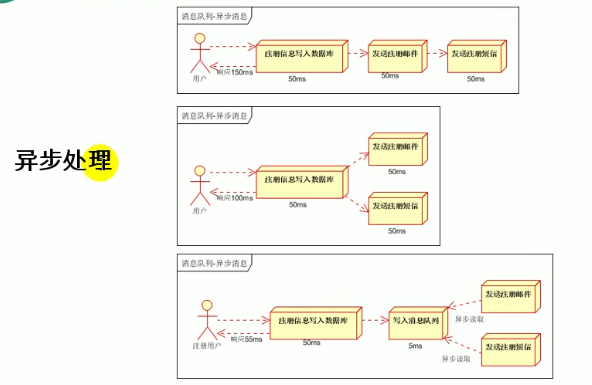 消息队列-异步消息
注册信息写入数据库
发送注册邮件
发送注册短信
响应150ms
用户
50ms
50ms
50ms
消息队列-异步消息
异步处理
发送注册邮件
50ms
注册信息写入数据库
响应100ms
用户
50ms
发送注册短信
50ms
消息队列-异步消息
发送注册邮件
注册信息写入数据库
写入消息队列
异步读取
响应55ms
注册用户
50ms
5ms
发送注册短信
异步读取